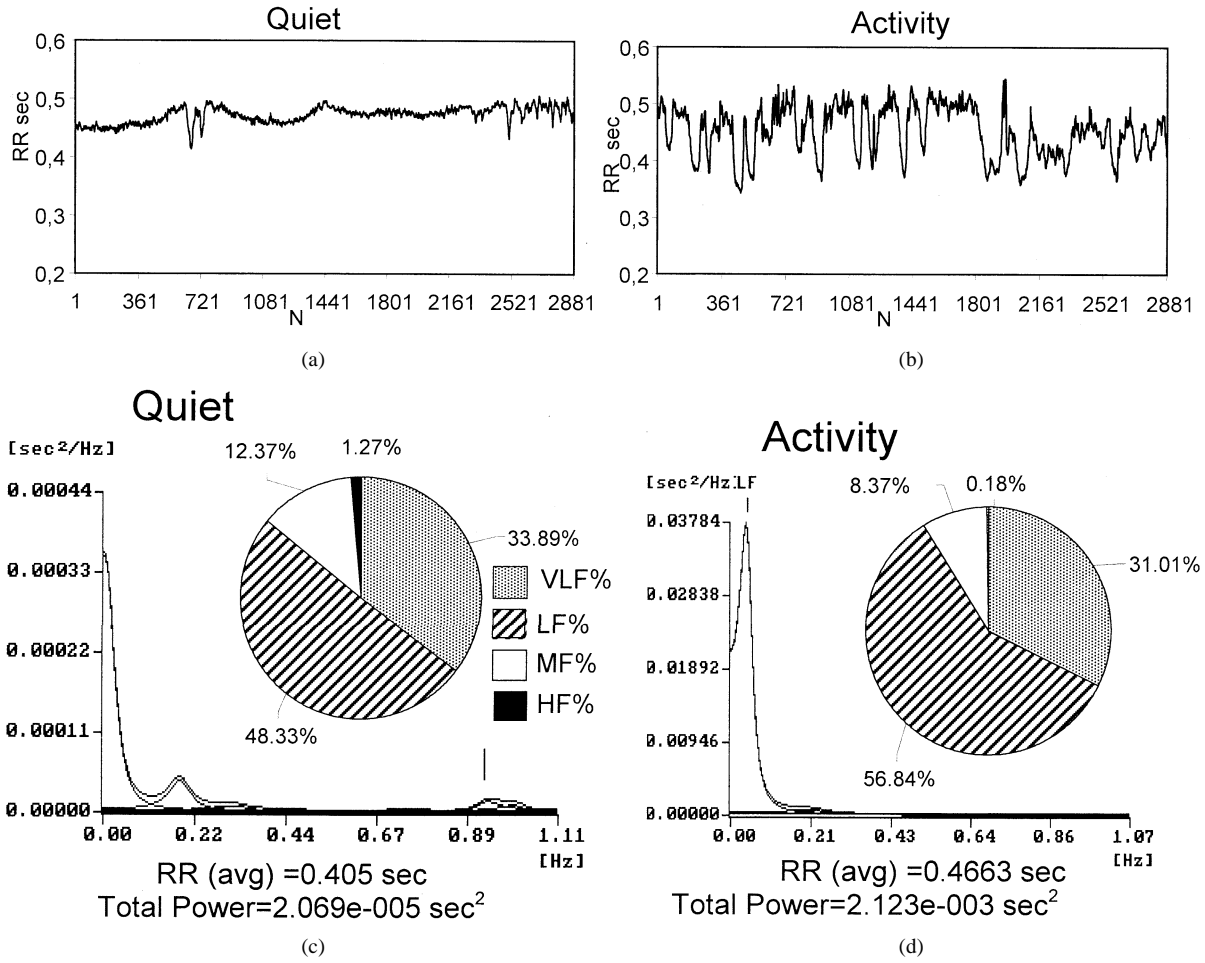 Quiet
0,6
0,5
0,4
0,3
0,2
RR sec
1 361 721 1081 1441 1801 2161 2521 2881
N
(a)
Activity
0,6
0,5
0,4
0,3
0,2
RR sec
1 361 721 1081 1441 1801 2161 2521 2881
N
(b)
Quiet
[sec²/Hz]
12.37%
1.27%
0.00044
0.00033
0.00022
0.00011
0.00000
33.89%
VLF%
LF%
MF%
HF%
48.33%
0.00 0.22 0.44 0.67 0.89 1.11
[Hz]
RR (avg) =0.405 sec
Total Power=2.069e-005 sec²
(c)
Activity
[sec²/Hz]LF
8.37%
0.18%
0.03784
0.02838
0.01892
0.00946
0.00000
31.01%
56.84%
0.00 0.21 0.43 0.64 0.86 1.07
[Hz]
RR (avg) =0.4663 sec
Total Power=2.123e-003 sec²
(d)